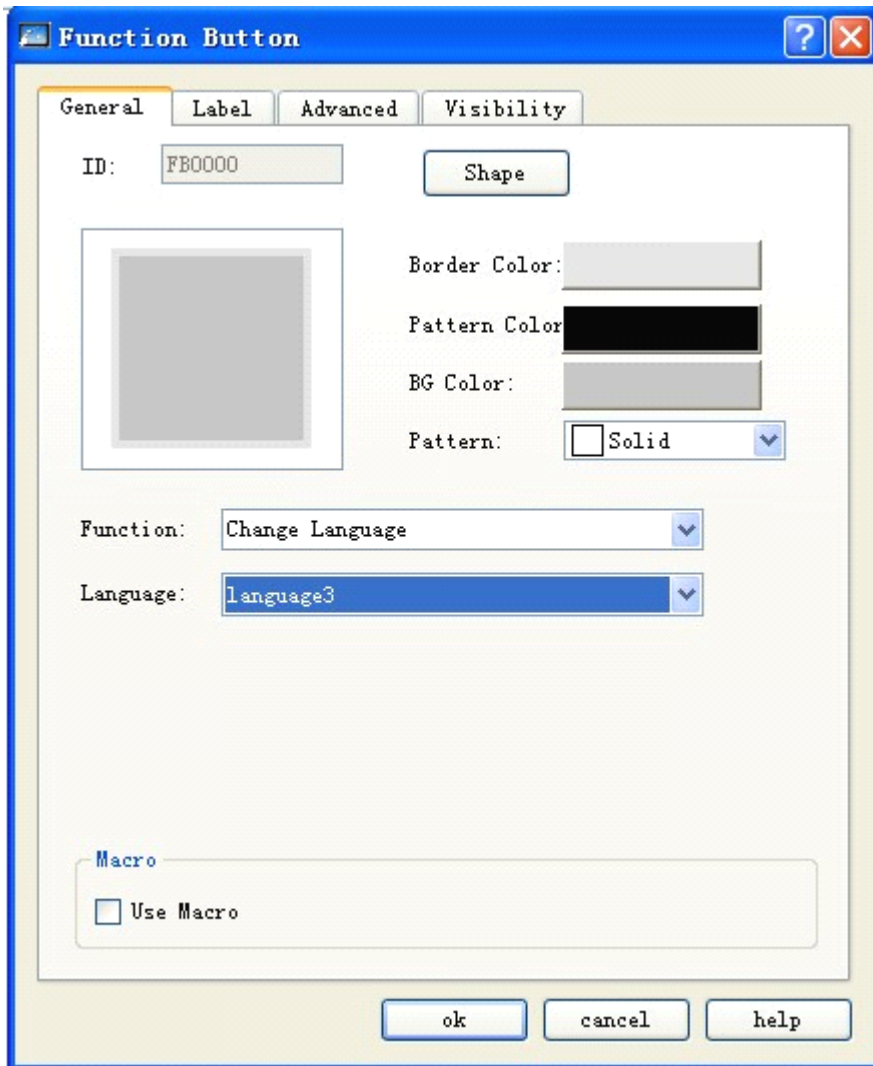 Function Button
General Label Advanced Visibility
ID: FB0000 Shape
Border Color:
Pattern Color
BG Color:
Pattern: Solid
Function: Change Language
Language: language3
Macro
Use Macro
ok cancel help